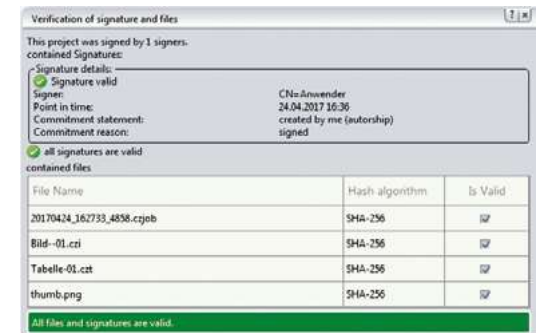 Verification of signature and files
This project was signed by 1 signers.
contained Signatures:
Signature details:
Signature valid
Signer: CN=Anwender
Point in time: 24.04.2017 16:36
Commitment statement: created by me (autorship)
Commitment reason: signed
all signatures are valid
contained files
File Name Hash algorithm Is Valid
20170424_162733_4858.czjob SHA-256
Bild--01.czi SHA-256
Tabelle-01.czt SHA-256
thumb.png SHA-256
All files and signatures are valid.